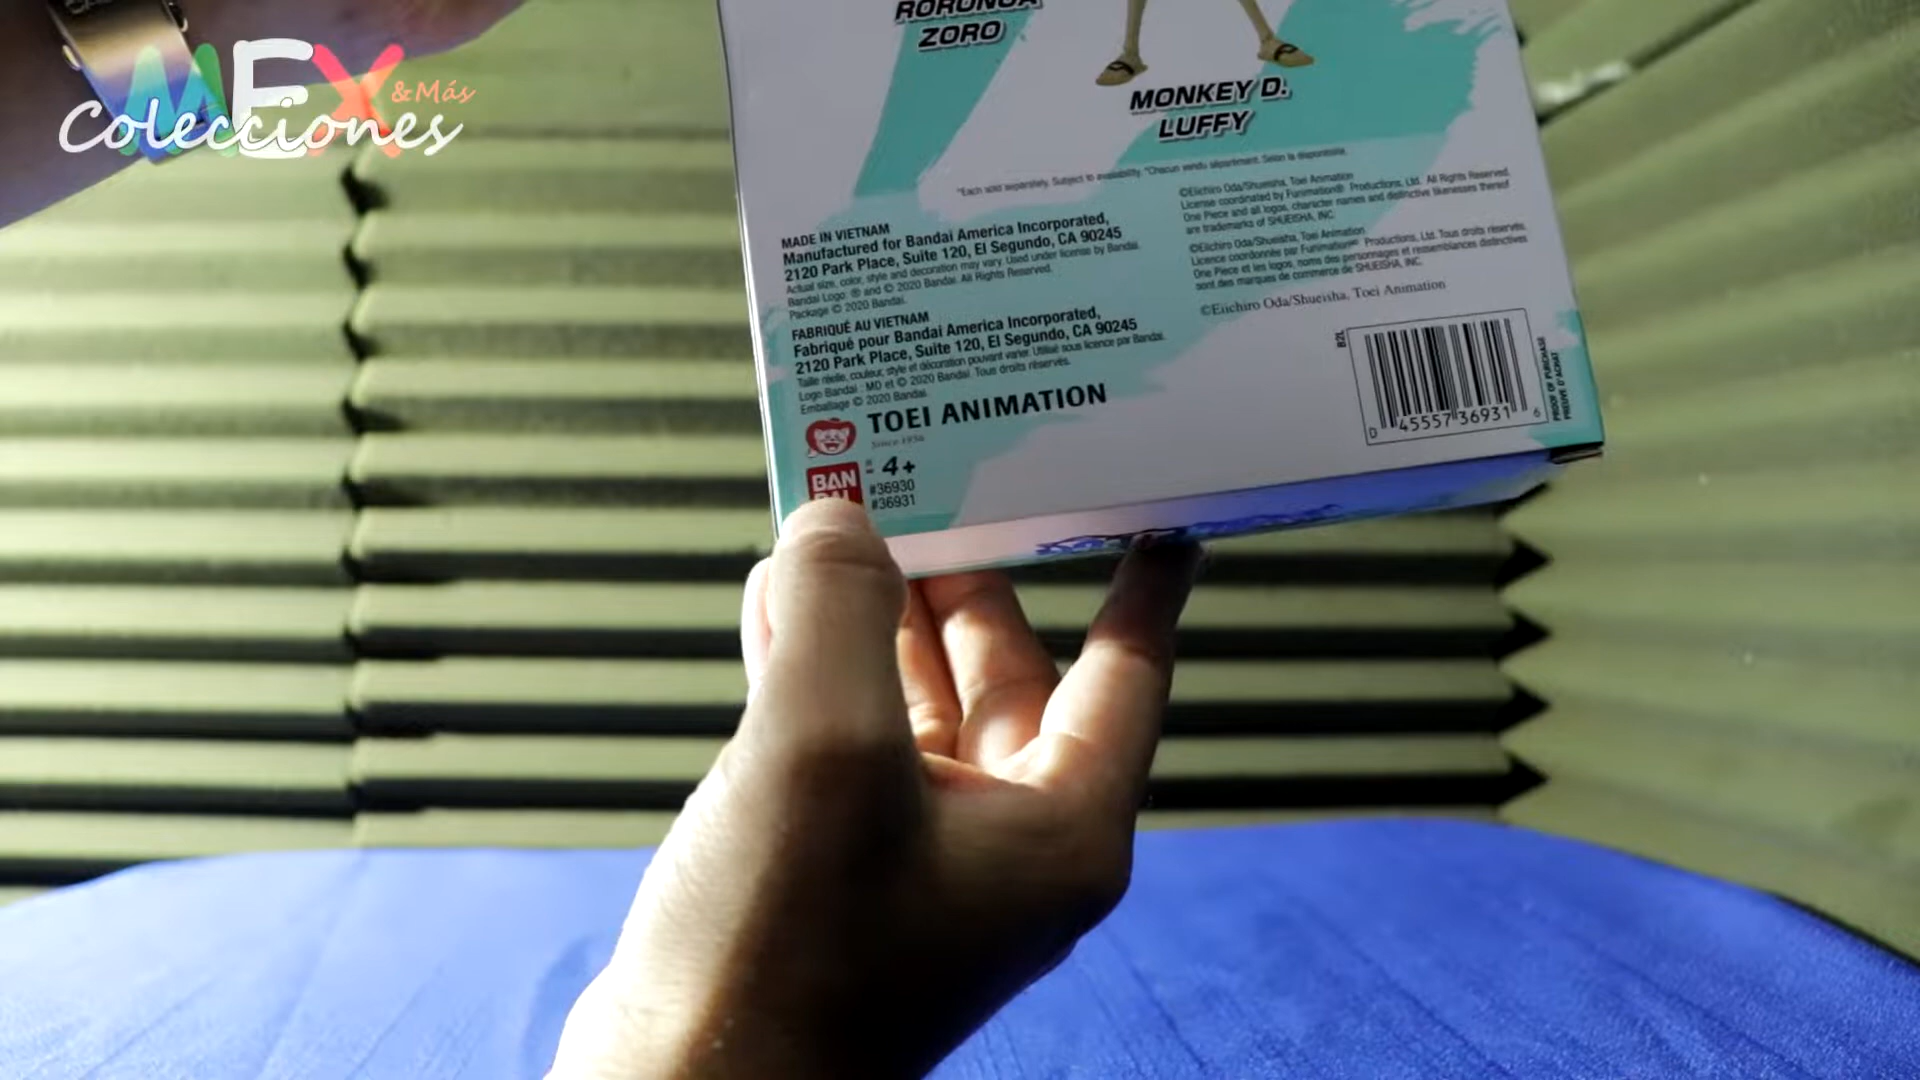 MEX
&Más
Colecciones
RORONOA
ZORO
MONKEY D.
LUFFY
*Each sold separately. Subject to availability. *Chacun vendu séparément. Selon la disponibilité.
MADE IN VIETNAM
Manufactured for Bandai America Incorporated,
2120 Park Place, Suite 120, El Segundo, CA 90245
Actual size, color, style and decoration may vary. Used under license by Bandai.
Bandai Logo: ® and © 2020 Bandai. All Rights Reserved.
Package © 2020 Bandai.
FABRIQUÉ AU VIETNAM
Fabriqué pour Bandai America Incorporated,
2120 Park Place, Suite 120, El Segundo, CA 90245
Taille réelle, couleur, style et décoration pouvant varier. Utilisé sous licence par Bandai.
Logo Bandai : MD et © 2020 Bandai. Tous droits réservés.
Emballage © 2020 Bandai.
©Eiichiro Oda/Shueisha, Toei Animation
License coordinated by Funimation® Productions, Ltd. All Rights Reserved.
One Piece and all logos, character names and distinctive likenesses thereof
are trademarks of SHUEISHA, INC.
©Eiichiro Oda/Shueisha, Toei Animation
Licence coordonnée par Funimation Productions, Ltd. Tous droits réservés.
One Piece et les logos, noms des personnages et ressemblances distinctives
sont des marques de commerce de SHUEISHA, INC.
©Eiichiro Oda/Shueisha, Toei Animation
TOEI ANIMATION
Since 1956
BAN
DAI
4+
#36930
#36931
B2L
0 45557 36931 6
PROOF OF PURCHASE
PREUVE D'ACHAT